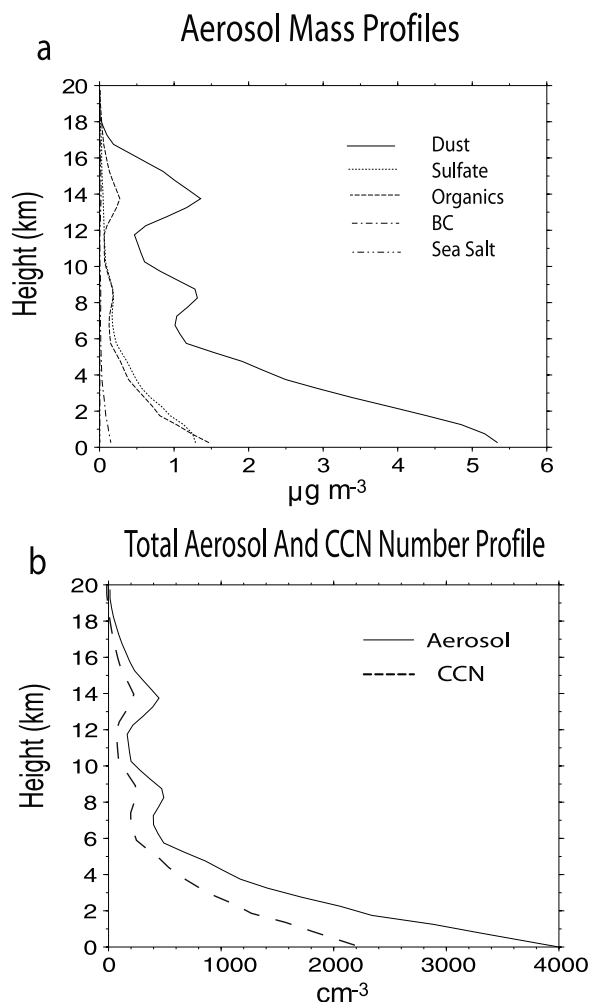 Aerosol Mass Profiles
a
20
18
16
14
12
10
8
6
4
2
0
Height (km)
Dust
Sulfate
Organics
BC
Sea Salt
0 1 2 3 4 5 6
µg m-3
Total Aerosol And CCN Number Profile
b
20
18
16
14
12
10
8
6
4
2
0
Height (km)
Aerosol
CCN
0 1000 2000 3000 4000
cm-3